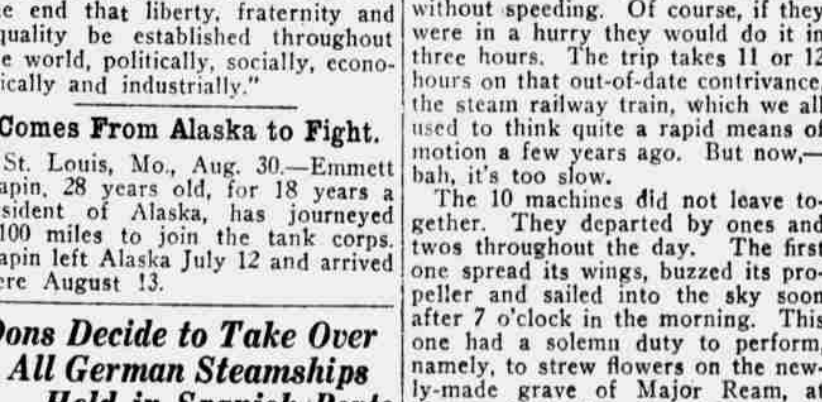 e end that liberty, fraternity and
quality be established throughout
e world, politically, socially, econo-
ically and industrially."
Comes From Alaska to Fight.
St. Louis, Mo., Aug. 30.—Emmett
apin, 28 years old, for 18 years a
sident of Alaska, has journeyed
100 miles to join the tank corps.
apin left Alaska July 12 and arrived
ere August 13.
Dons Decide to Take Over
All German Steamships
Held in Spanish Ports
without speeding. Of course, if they
were in a hurry they would do it in
three hours. The trip takes 11 or 12
hours on that out-of-date contrivance,
the steam railway train, which we all
used to think quite a rapid means of
motion a few years ago. But now,—
bah, it's too slow.
The 10 machines did not leave to-
gether. They departed by ones and
twos throughout the day. The first
one spread its wings, buzzed its pro-
peller and sailed into the sky soon
after 7 o'clock in the morning. This
one had a solemn duty to perform,
namely, to strew flowers on the new-
ly-made grave of Major Ream, at